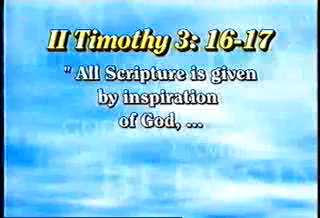 II Timothy 3: 16-17
" All Scripture is given
by inspiration
of God, ...